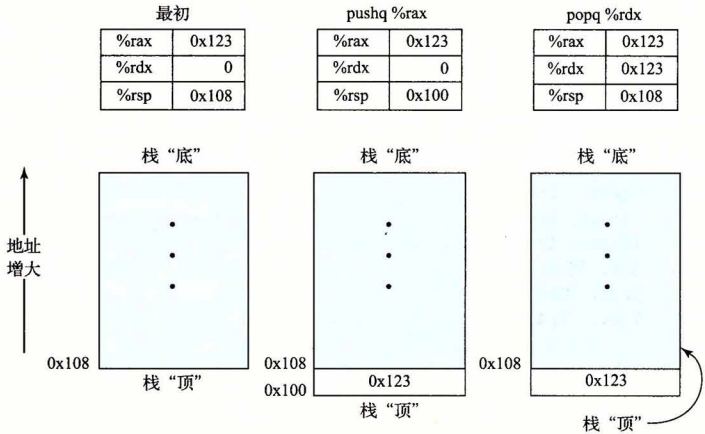 最初
%rax 0x123
%rdx 0
%rsp 0x108
栈“底”
地址
增大
0x108
栈“顶”
pushq %rax
%rax 0x123
%rdx 0
%rsp 0x100
栈“底”
0x108
0x100
0x123
栈“顶”
popq %rdx
%rax 0x123
%rdx 0x123
%rsp 0x108
栈“底”
0x108
0x123
栈“顶”